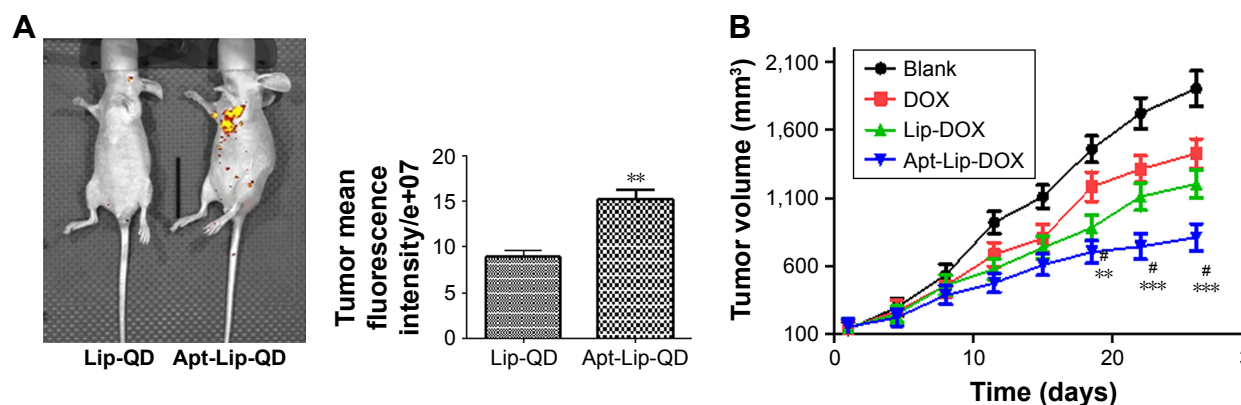 A
Lip-QD Apt-Lip-QD
Tumor mean
fluorescence
intensity/e+07
20
15
10
5
0
**
Lip-QD
Apt-Lip-QD
B
Tumor volume (mm³)
2,100
1,600
1,100
600
100
Blank
DOX
Lip-DOX
Apt-Lip-DOX
#
**
#
***
#
***
0
10
20
Time (days)